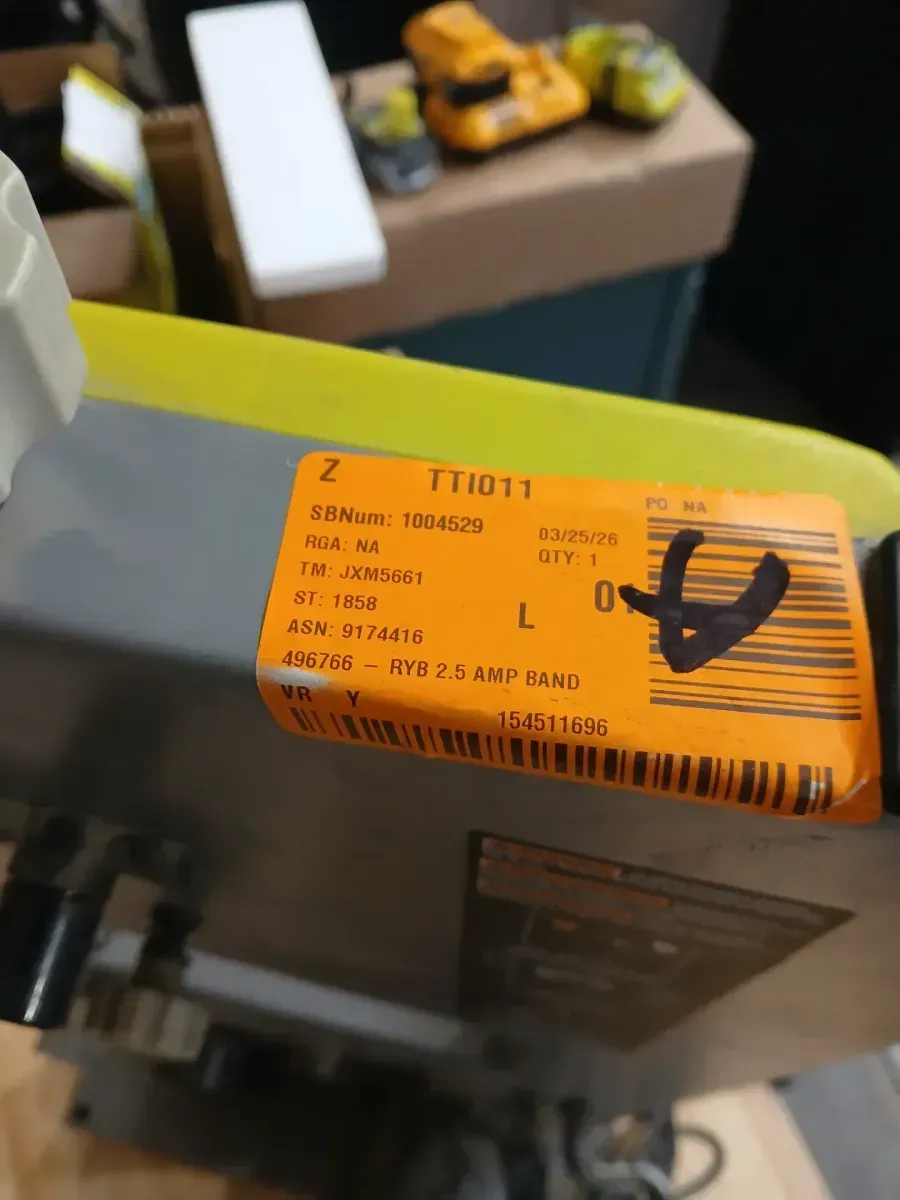 Z TTI011
PO NA
SBNum: 1004529
03/25/26
RGA: NA
QTY: 1
TM: JXM5661
ST: 1858
L
ASN: 9174416
496766 – RYB 2.5 AMP BAND
VR Y
154511696